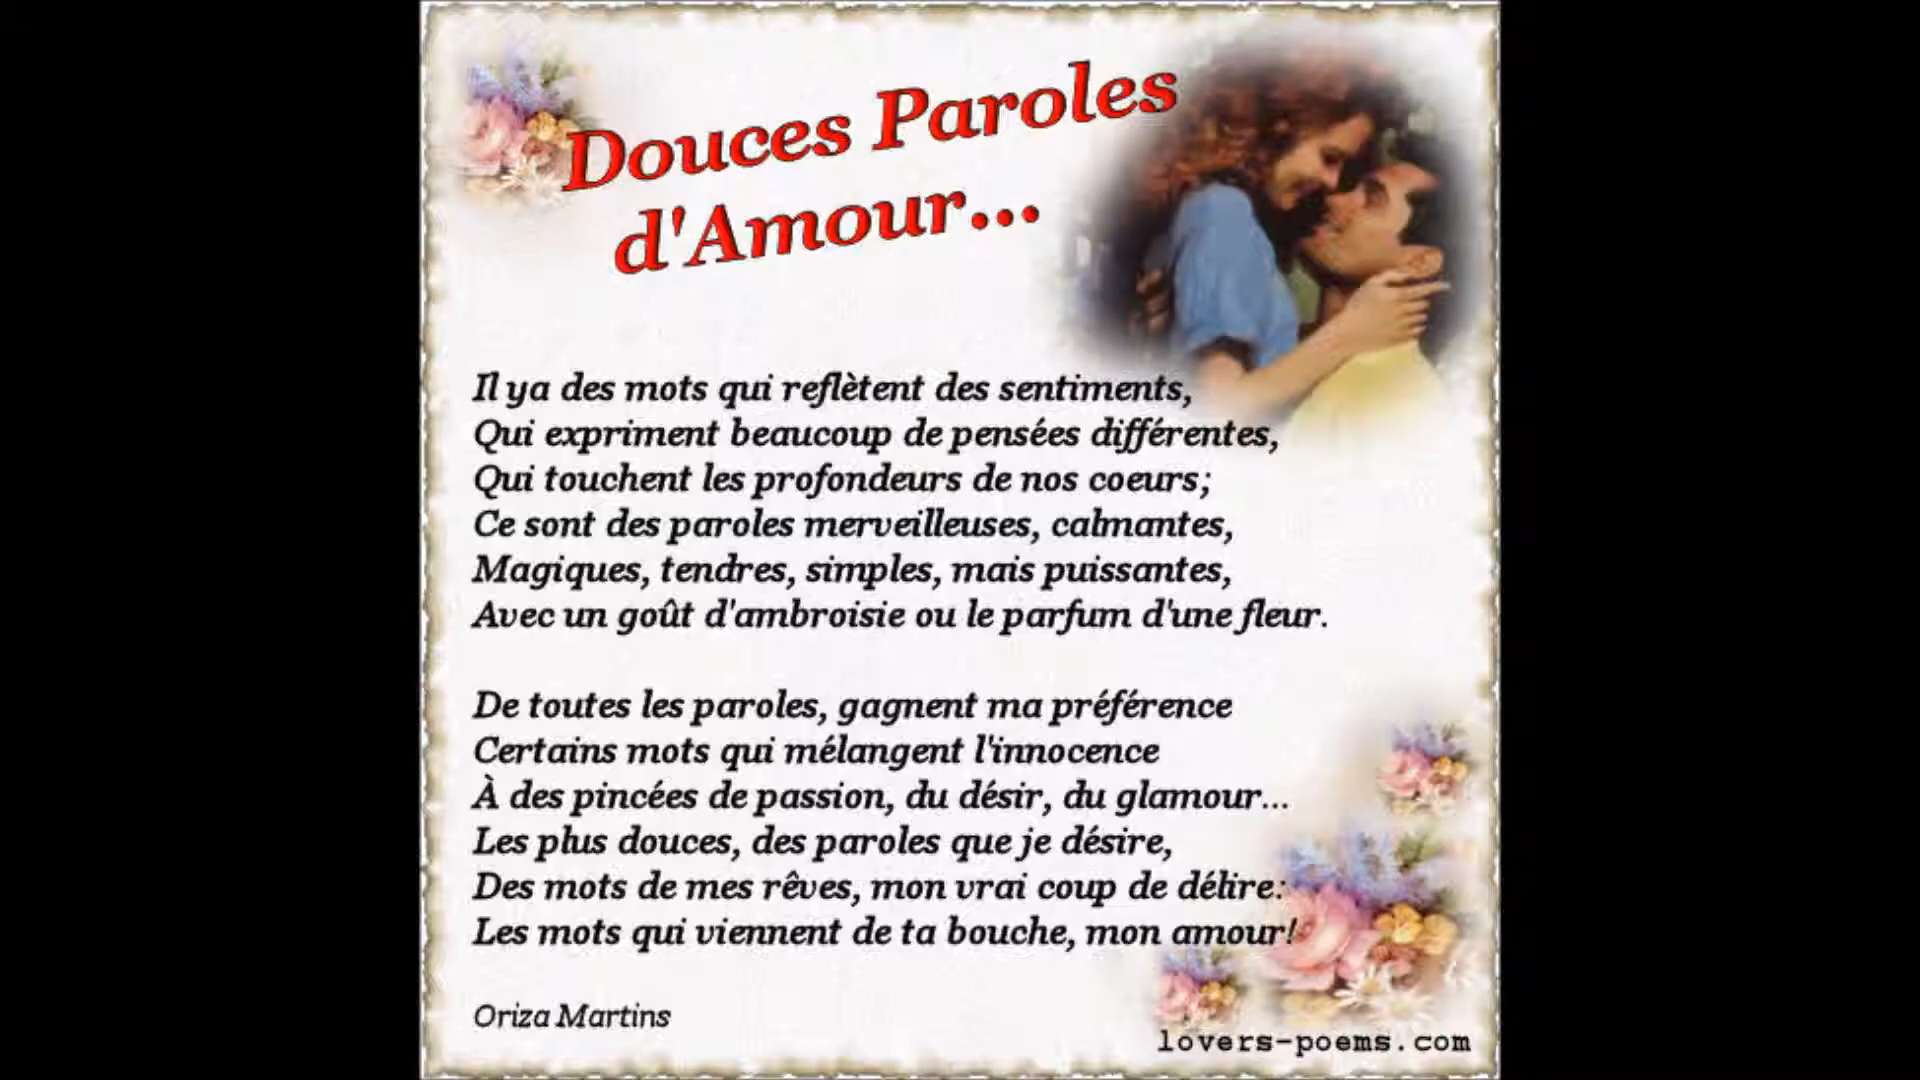 Douces Paroles
d'Amour...
Il ya des mots qui reflètent des sentiments,
Qui expriment beaucoup de pensées différentes,
Qui touchent les profondeurs de nos coeurs;
Ce sont des paroles merveilleuses, calmantes,
Magiques, tendres, simples, mais puissantes,
Avec un goût d'ambroisie ou le parfum d'une fleur.
De toutes les paroles, gagnent ma préférence
Certains mots qui mélangent l'innocence
À des pincées de passion, du désir, du glamour...
Les plus douces, des paroles que je désire,
Des mots de mes rêves, mon vrai coup de délire:
Les mots qui viennent de ta bouche, mon amour!
Oriza Martins
lovers-poems.com